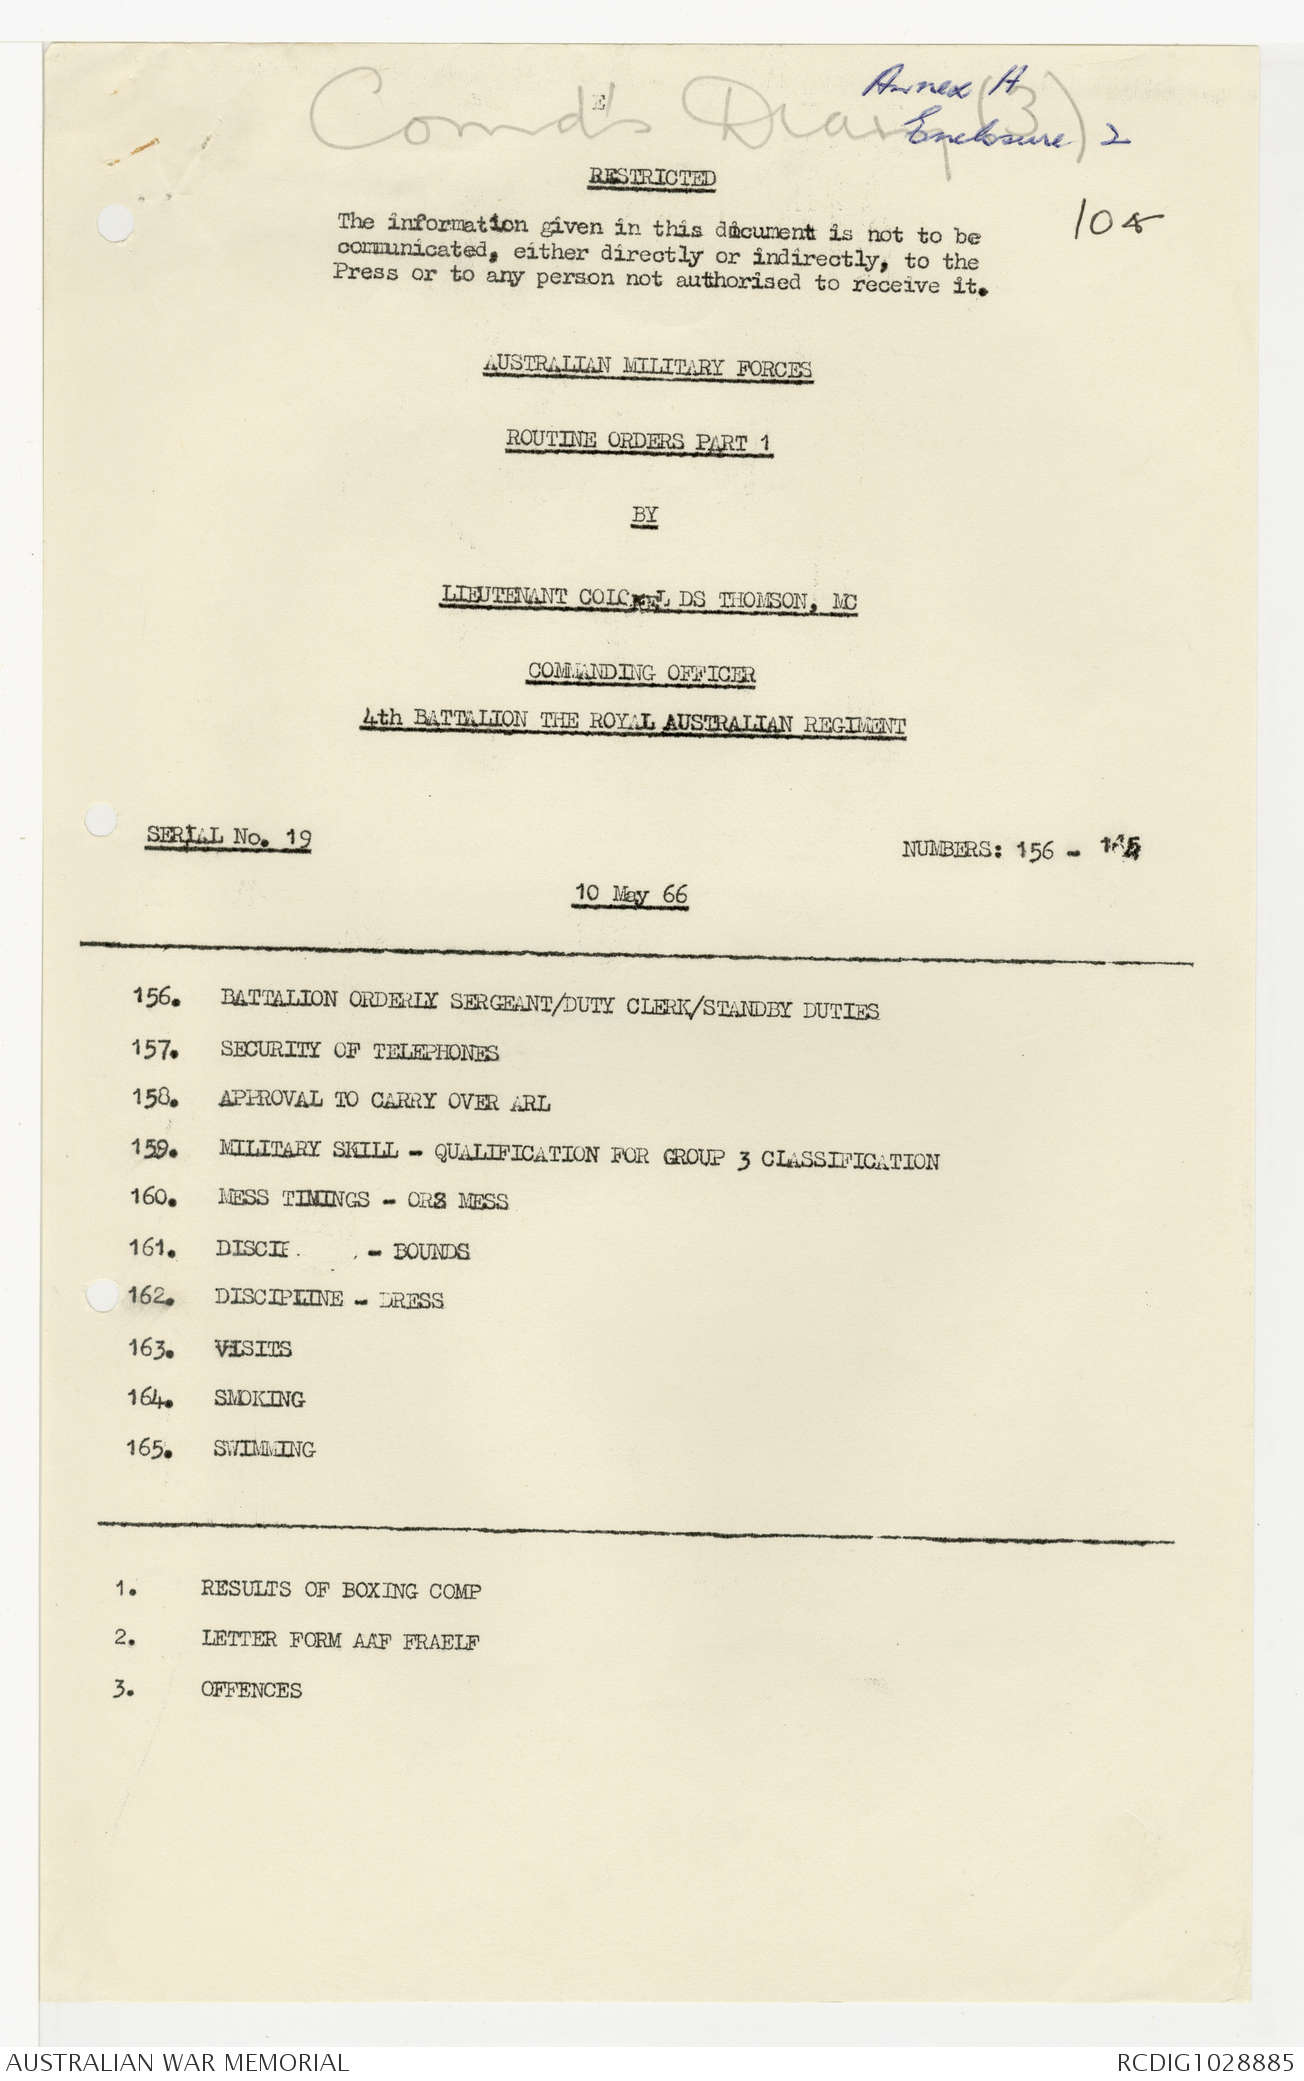 Comd's Diary (3)
Annex A
Enclosure 2
E
RESTRICTED
The information given in this document is not to be
communicated, either directly or indirectly, to the
Press or to any person not authorised to receive it.
AUSTRALIAN MILITARY FORCES
ROUTINE ORDERS PART 1
BY
LIEUTENANT COLONEL DS THOMSON, MC
COMMANDING OFFICER
4th BATTALION THE ROYAL AUSTRALIAN REGIMENT
SERIAL No. 19
NUMBERS: 156 - 165
10 May 66
156. BATTALION ORDERLY SERGEANT/DUTY CLERK/STANDBY DUTIES
157. SECURITY OF TELEPHONES
158. APPROVAL TO CARRY OVER ARL
159. MILITARY SKILL - QUALIFICATION FOR GROUP 3 CLASSIFICATION
160. MESS TIMINGS - ORS MESS
161. - BOUNDS
162. DISCIPLINE - DRESS
163. VISITS
164. SMOKING
165. SWIMMING
1. RESULTS OF BOXING COMP
2. LETTER FORM AAF FRAELF
3. OFFENCES
AUSTRALIAN WAR MEMORIAL
RCDIG1028885